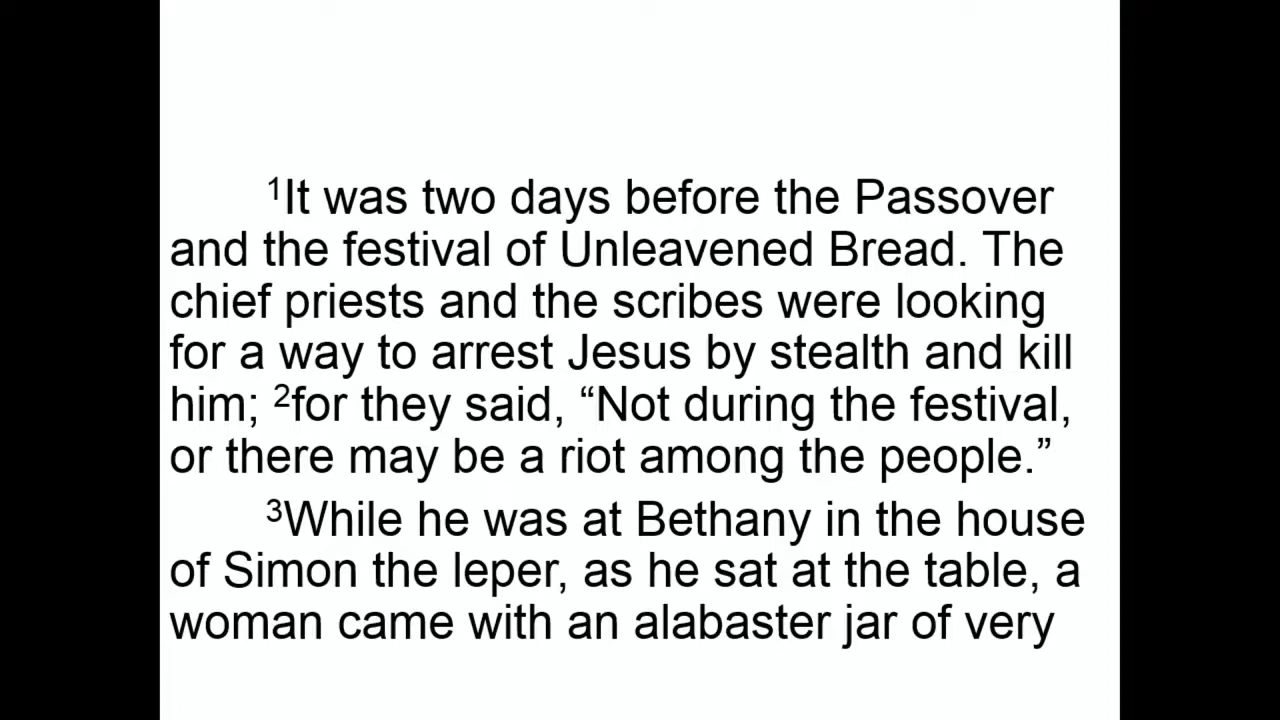 ¹It was two days before the Passover
and the festival of Unleavened Bread. The
chief priests and the scribes were looking
for a way to arrest Jesus by stealth and kill
him; ²for they said, “Not during the festival,
or there may be a riot among the people.”
³While he was at Bethany in the house
of Simon the leper, as he sat at the table, a
woman came with an alabaster jar of very